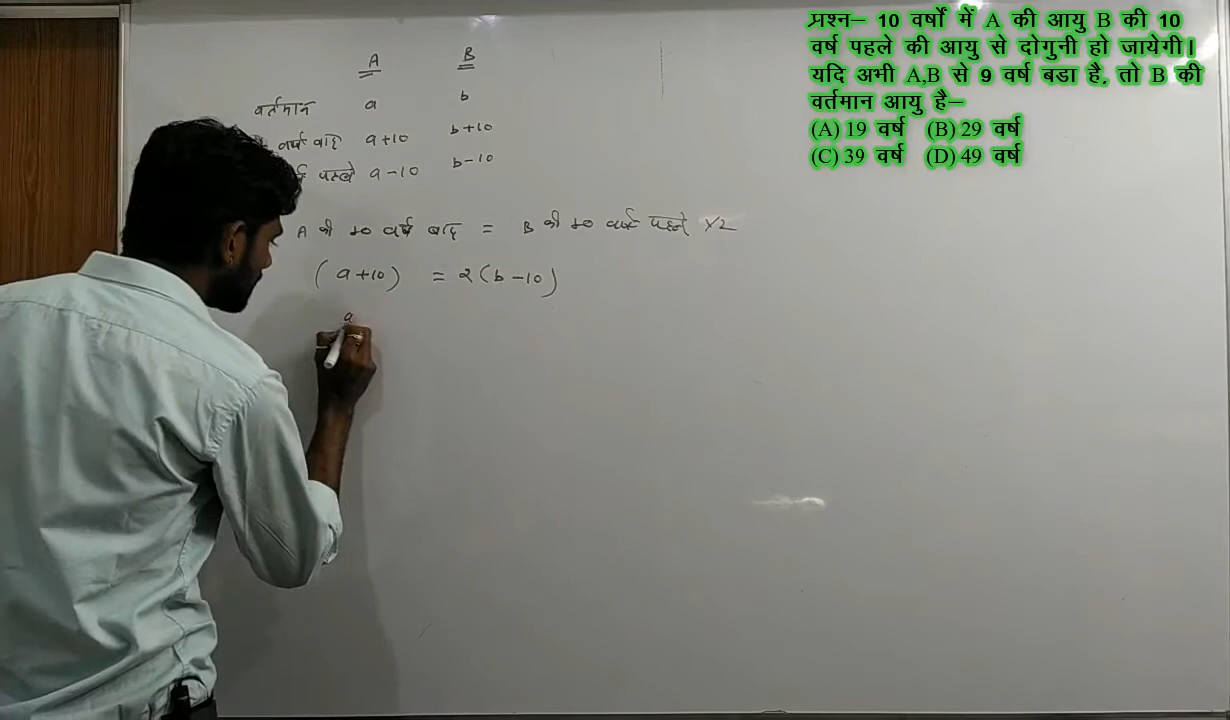 प्रश्न– 10 वर्षों में A की आयु B की 10
वर्ष पहले की आयु से दोगुनी हो जायेगी।
यदि अभी A,B से 9 वर्ष बडा है, तो B की
वर्तमान आयु है–
(A) 19 वर्ष (B) 29 वर्ष
(C) 39 वर्ष (D) 49 वर्ष
A B
वर्तमान a b
वर्ष बाद a+10 b+10
पहले a-10 b-10
A की 10 वर्ष बाद = B की 10 वर्ष पहले x2
(a+10) = 2(b-10)
a